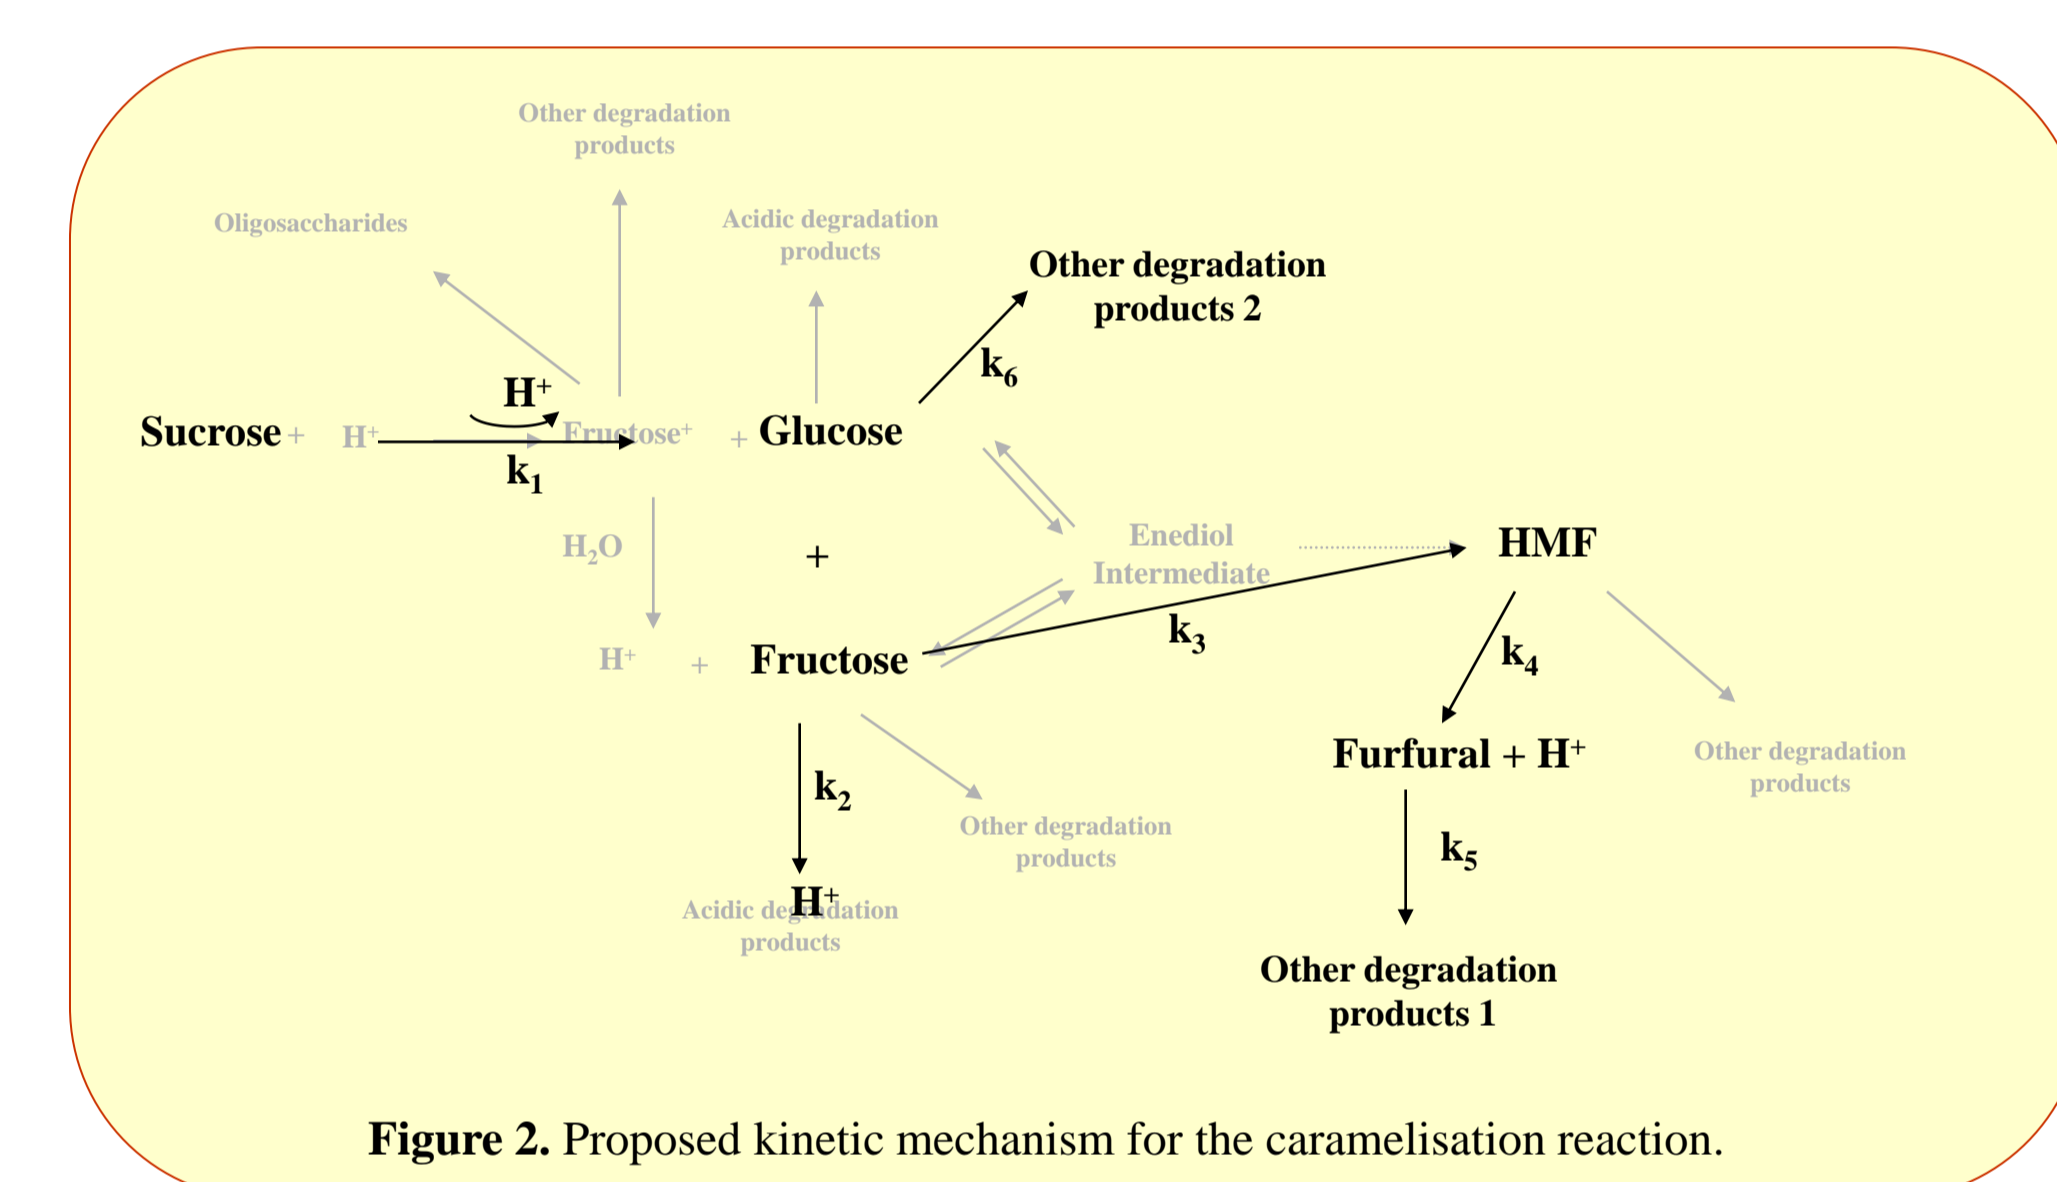 Other degradation
products
Oligosaccharides
Acidic degradation
products
Other degradation
products 2
k₆
H⁺
Sucrose + H⁺ Fructose⁺ + Glucose
k₁
H₂O
+
Enediol
Intermediate
HMF
k₃
H⁺ + Fructose
k₄
k₂
Furfural + H⁺
Other degradation
products
Other degradation
products
k₅
H⁺
Acidic degradation
products
Other degradation
products 1
Figure 2. Proposed kinetic mechanism for the caramelisation reaction.